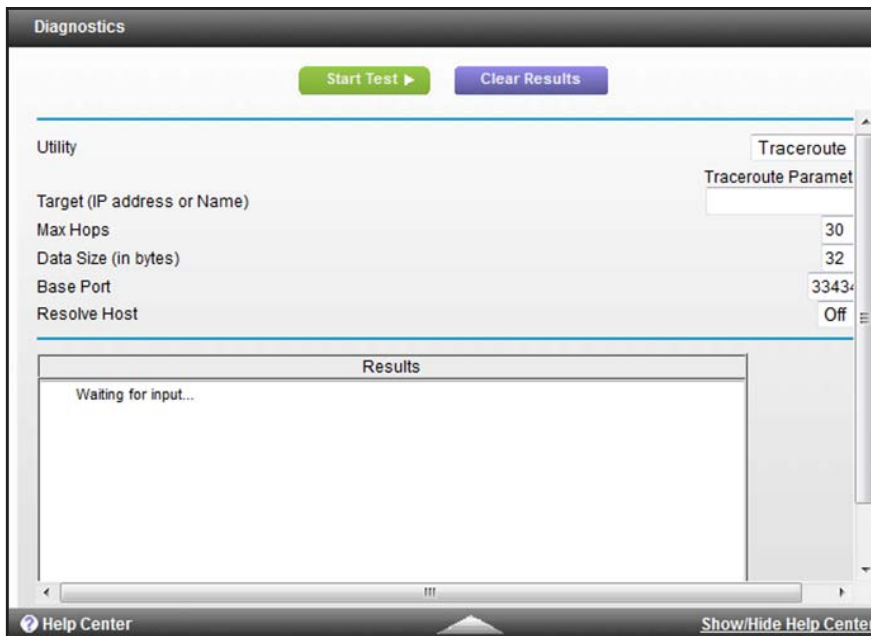 Diagnostics
Start Test
Clear Results
Utility
Traceroute
Traceroute Paramet
Target (IP address or Name)
Max Hops
30
Data Size (in bytes)
32
Base Port
33434
Resolve Host
Off
Results
Waiting for input...
? Help Center
Show/Hide Help Center